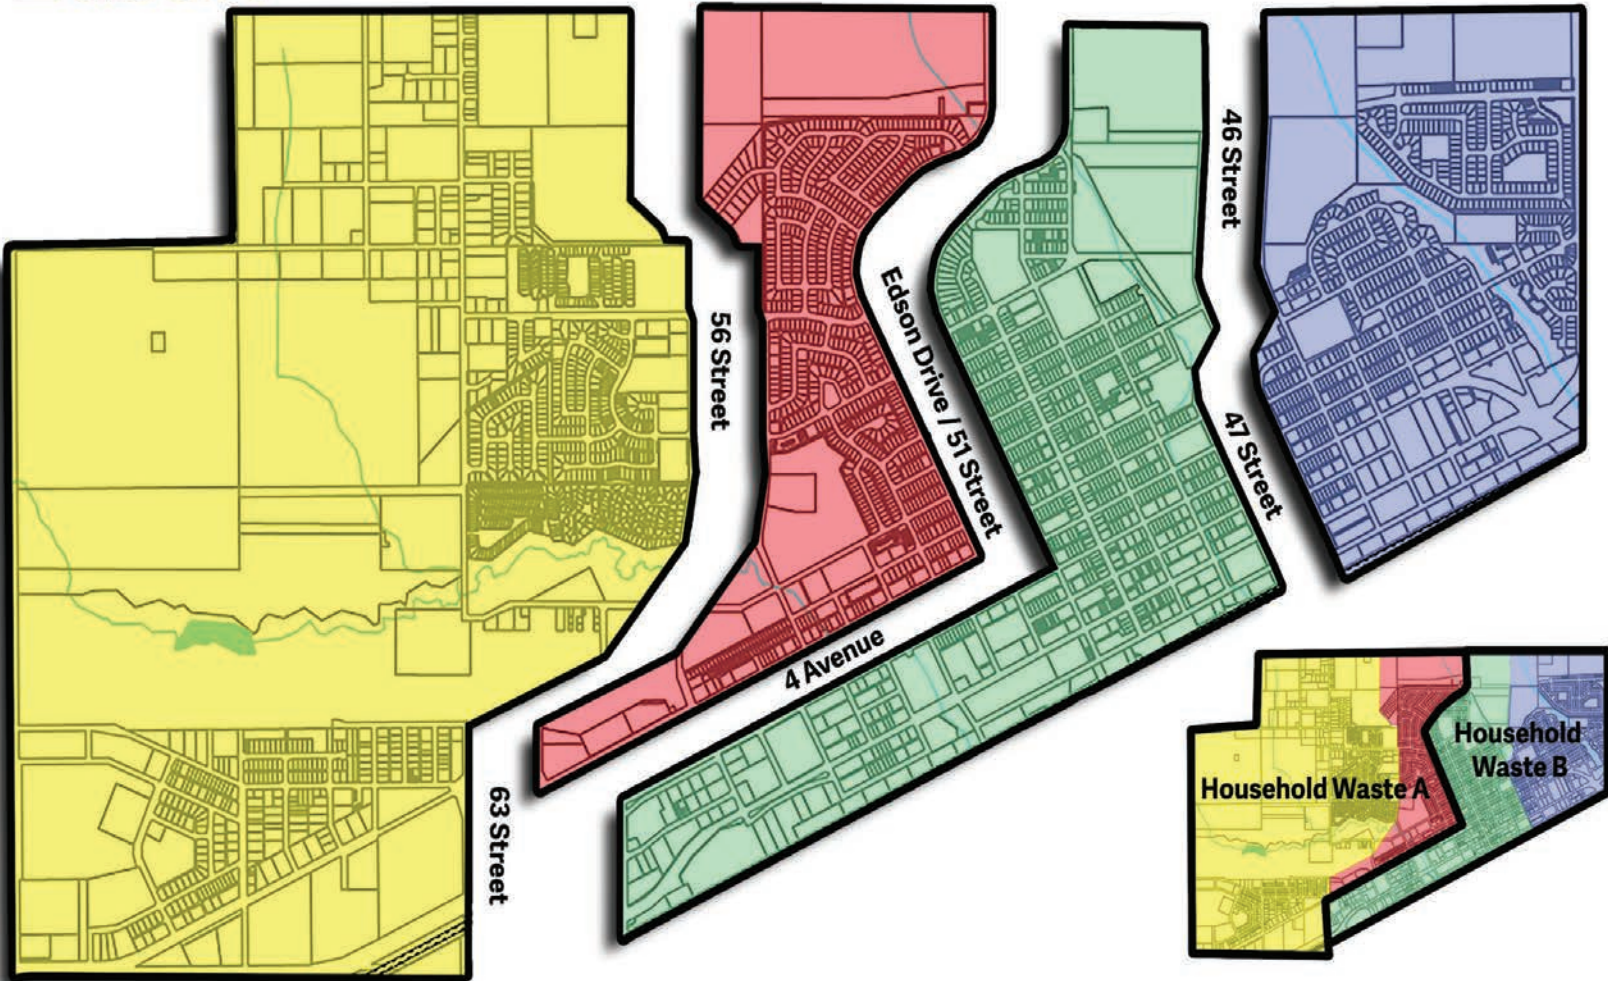 46 Street
56 Street
Edson Drive / 51 Street
47 Street
4 Avenue
63 Street
Household Waste A
Household
Waste B